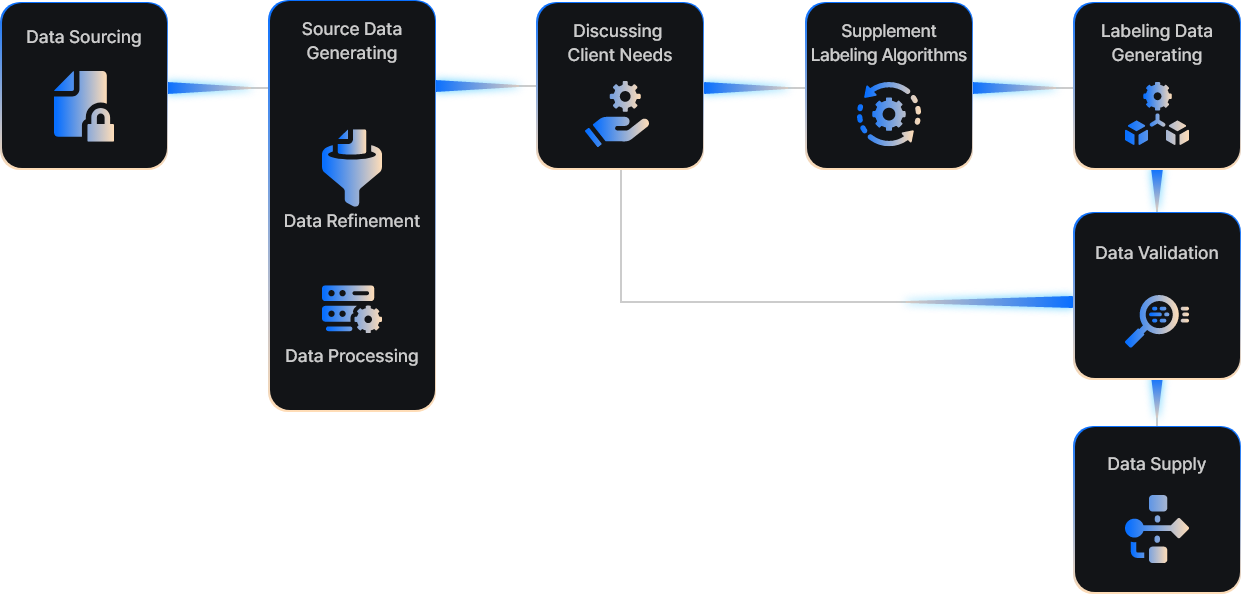 Data Sourcing
Source Data
Generating
Data Refinement
Data Processing
Discussing
Client Needs
Supplement
Labeling Algorithms
Labeling Data
Generating
Data Validation
Data Supply